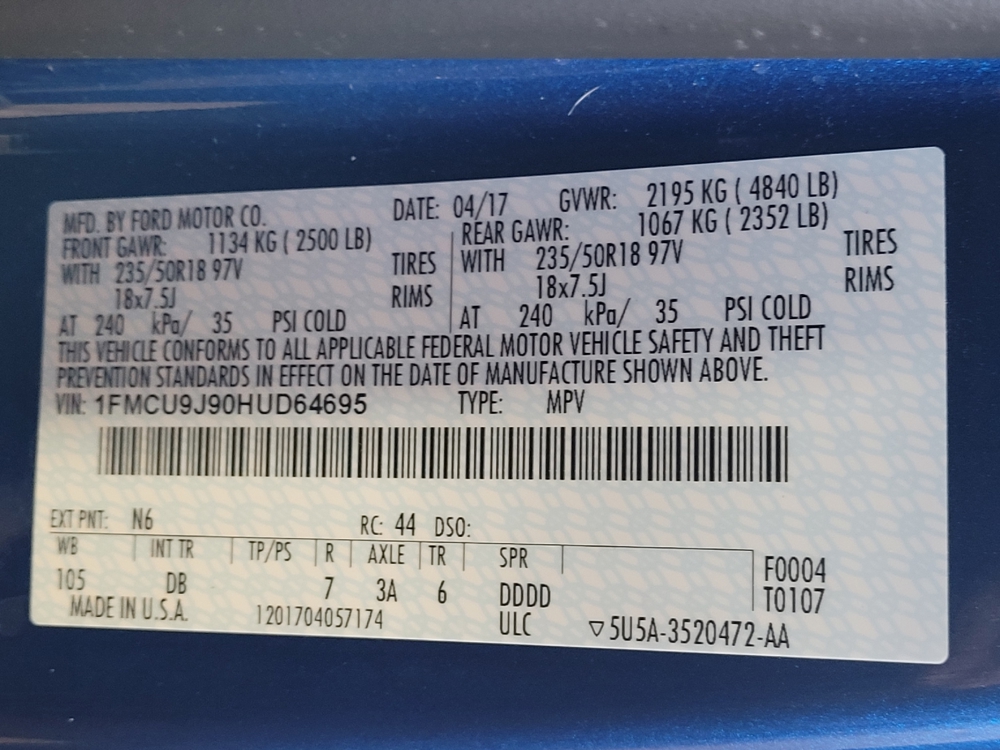 MFD. BY FORD MOTOR CO. DATE: 04/17 GVWR: 2195 KG ( 4840 LB)
FRONT GAWR: 1134 KG ( 2500 LB) REAR GAWR: 1067 KG ( 2352 LB)
WITH 235/50R18 97V TIRES WITH 235/50R18 97V TIRES
18x7.5J RIMS 18x7.5J RIMS
AT 240 kPa/ 35 PSI COLD AT 240 kPa/ 35 PSI COLD
THIS VEHICLE CONFORMS TO ALL APPLICABLE FEDERAL MOTOR VEHICLE SAFETY AND THEFT
PREVENTION STANDARDS IN EFFECT ON THE DATE OF MANUFACTURE SHOWN ABOVE.
VIN: 1FMCU9J90HUD64695 TYPE: MPV
EXT PNT: N6 RC: 44 DSO:
WB INT TR TP/PS R AXLE TR SPR
105 DB 7 3A 6 DDDD
F0004
T0107
MADE IN U.S.A. 1201704057174 ULC ▽5U5A-3520472-AA